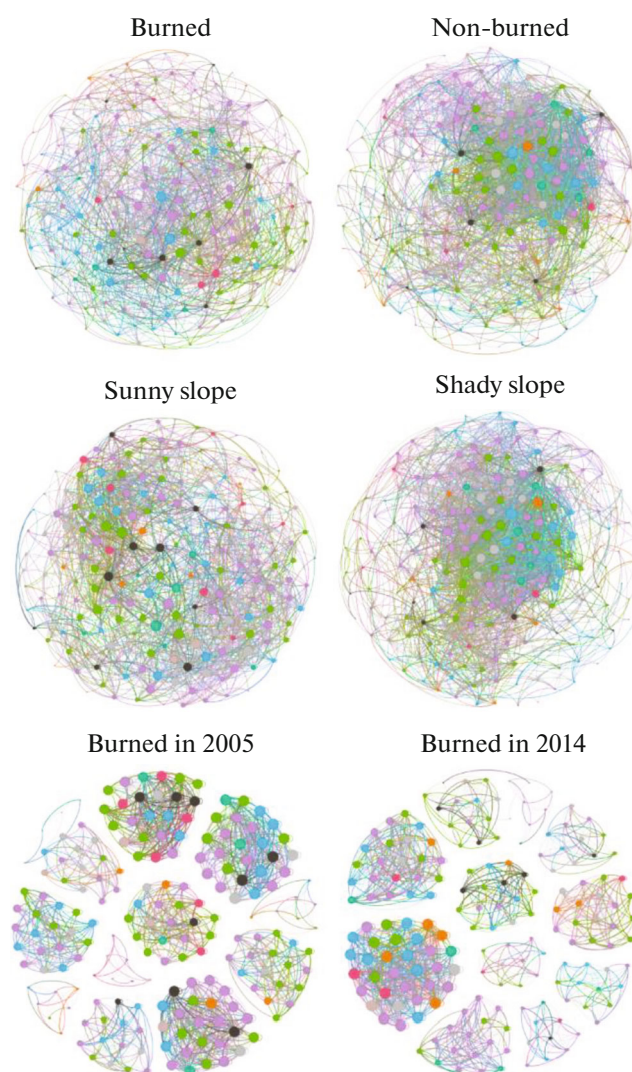 Burned
Non-burned
Sunny slope
Shady slope
Burned in 2005
Burned in 2014